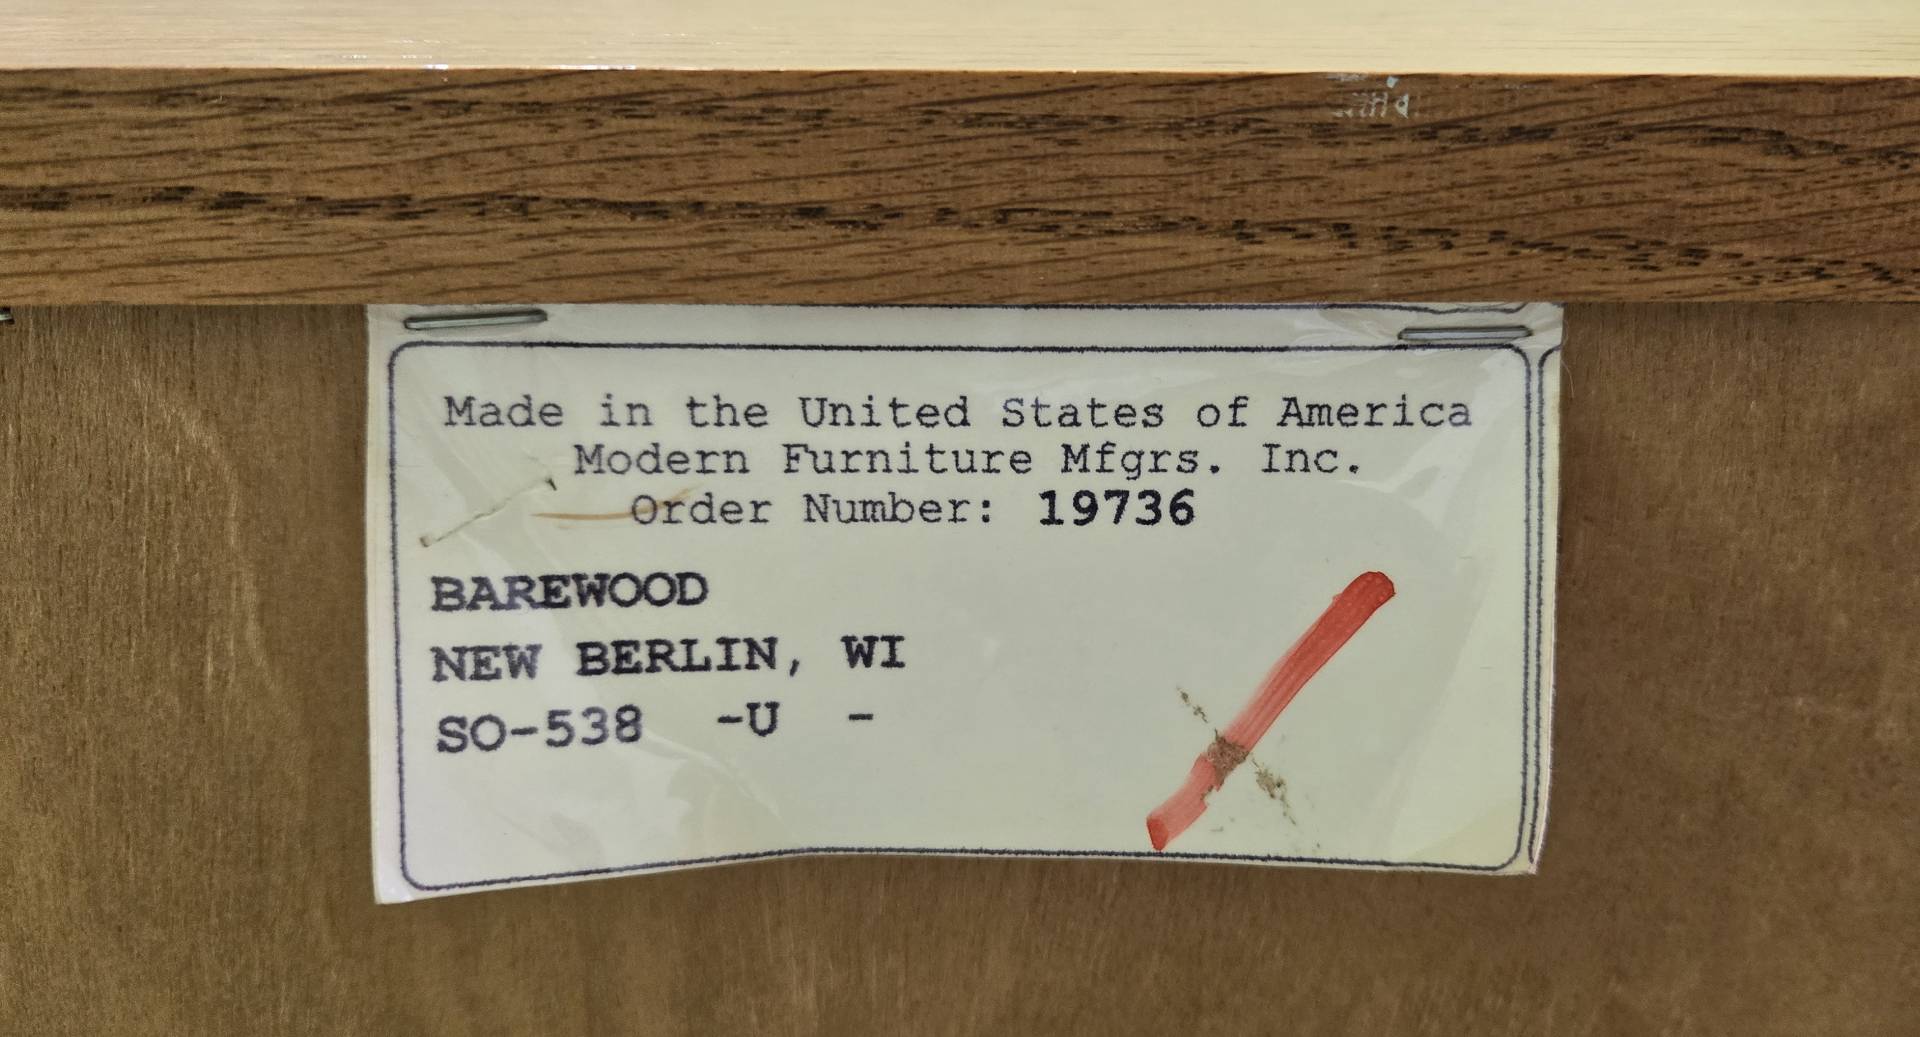 Made in the United States of America
Modern Furniture Mfgrs. Inc.
Order Number: 19736
BAREWOOD
NEW BERLIN, WI
SO-538 -U -